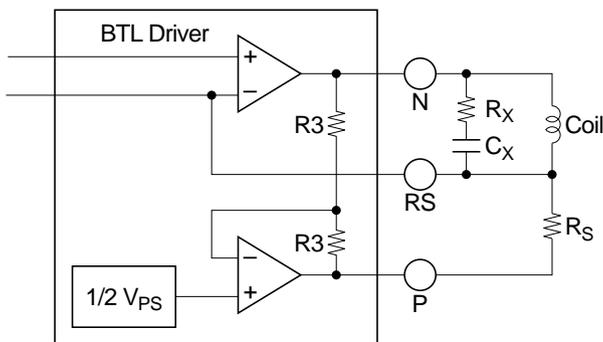 BTL Driver
+
−
N
R3
RX
CX
Coil
RS
R3
RS
−
+
1/2 VPS
P